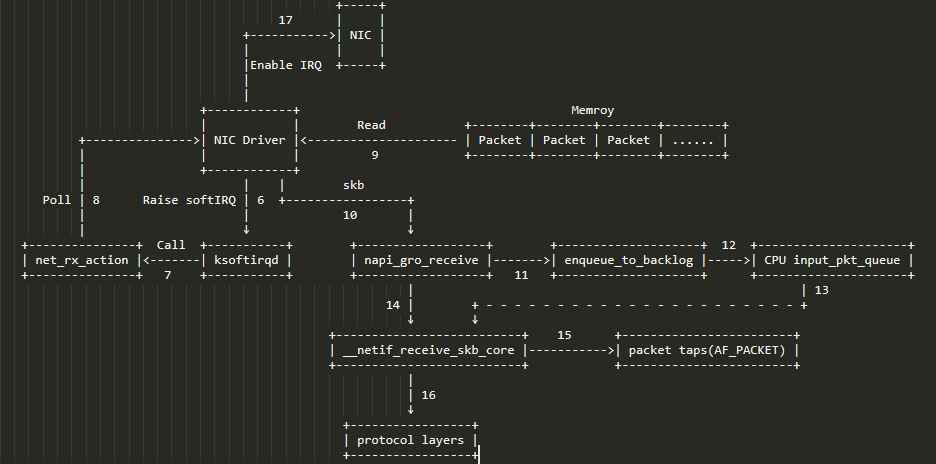 17
NIC
Enable IRQ
Memroy
NIC Driver
Read
Packet Packet Packet ......
9
Poll 8 Raise softIRQ 6 skb
10
net_rx_action Call ksoftirqd napi_gro_receive enqueue_to_backlog 12 CPU input_pkt_queue
7 11
13
14
15
__netif_receive_skb_core packet taps(AF_PACKET)
16
protocol layers